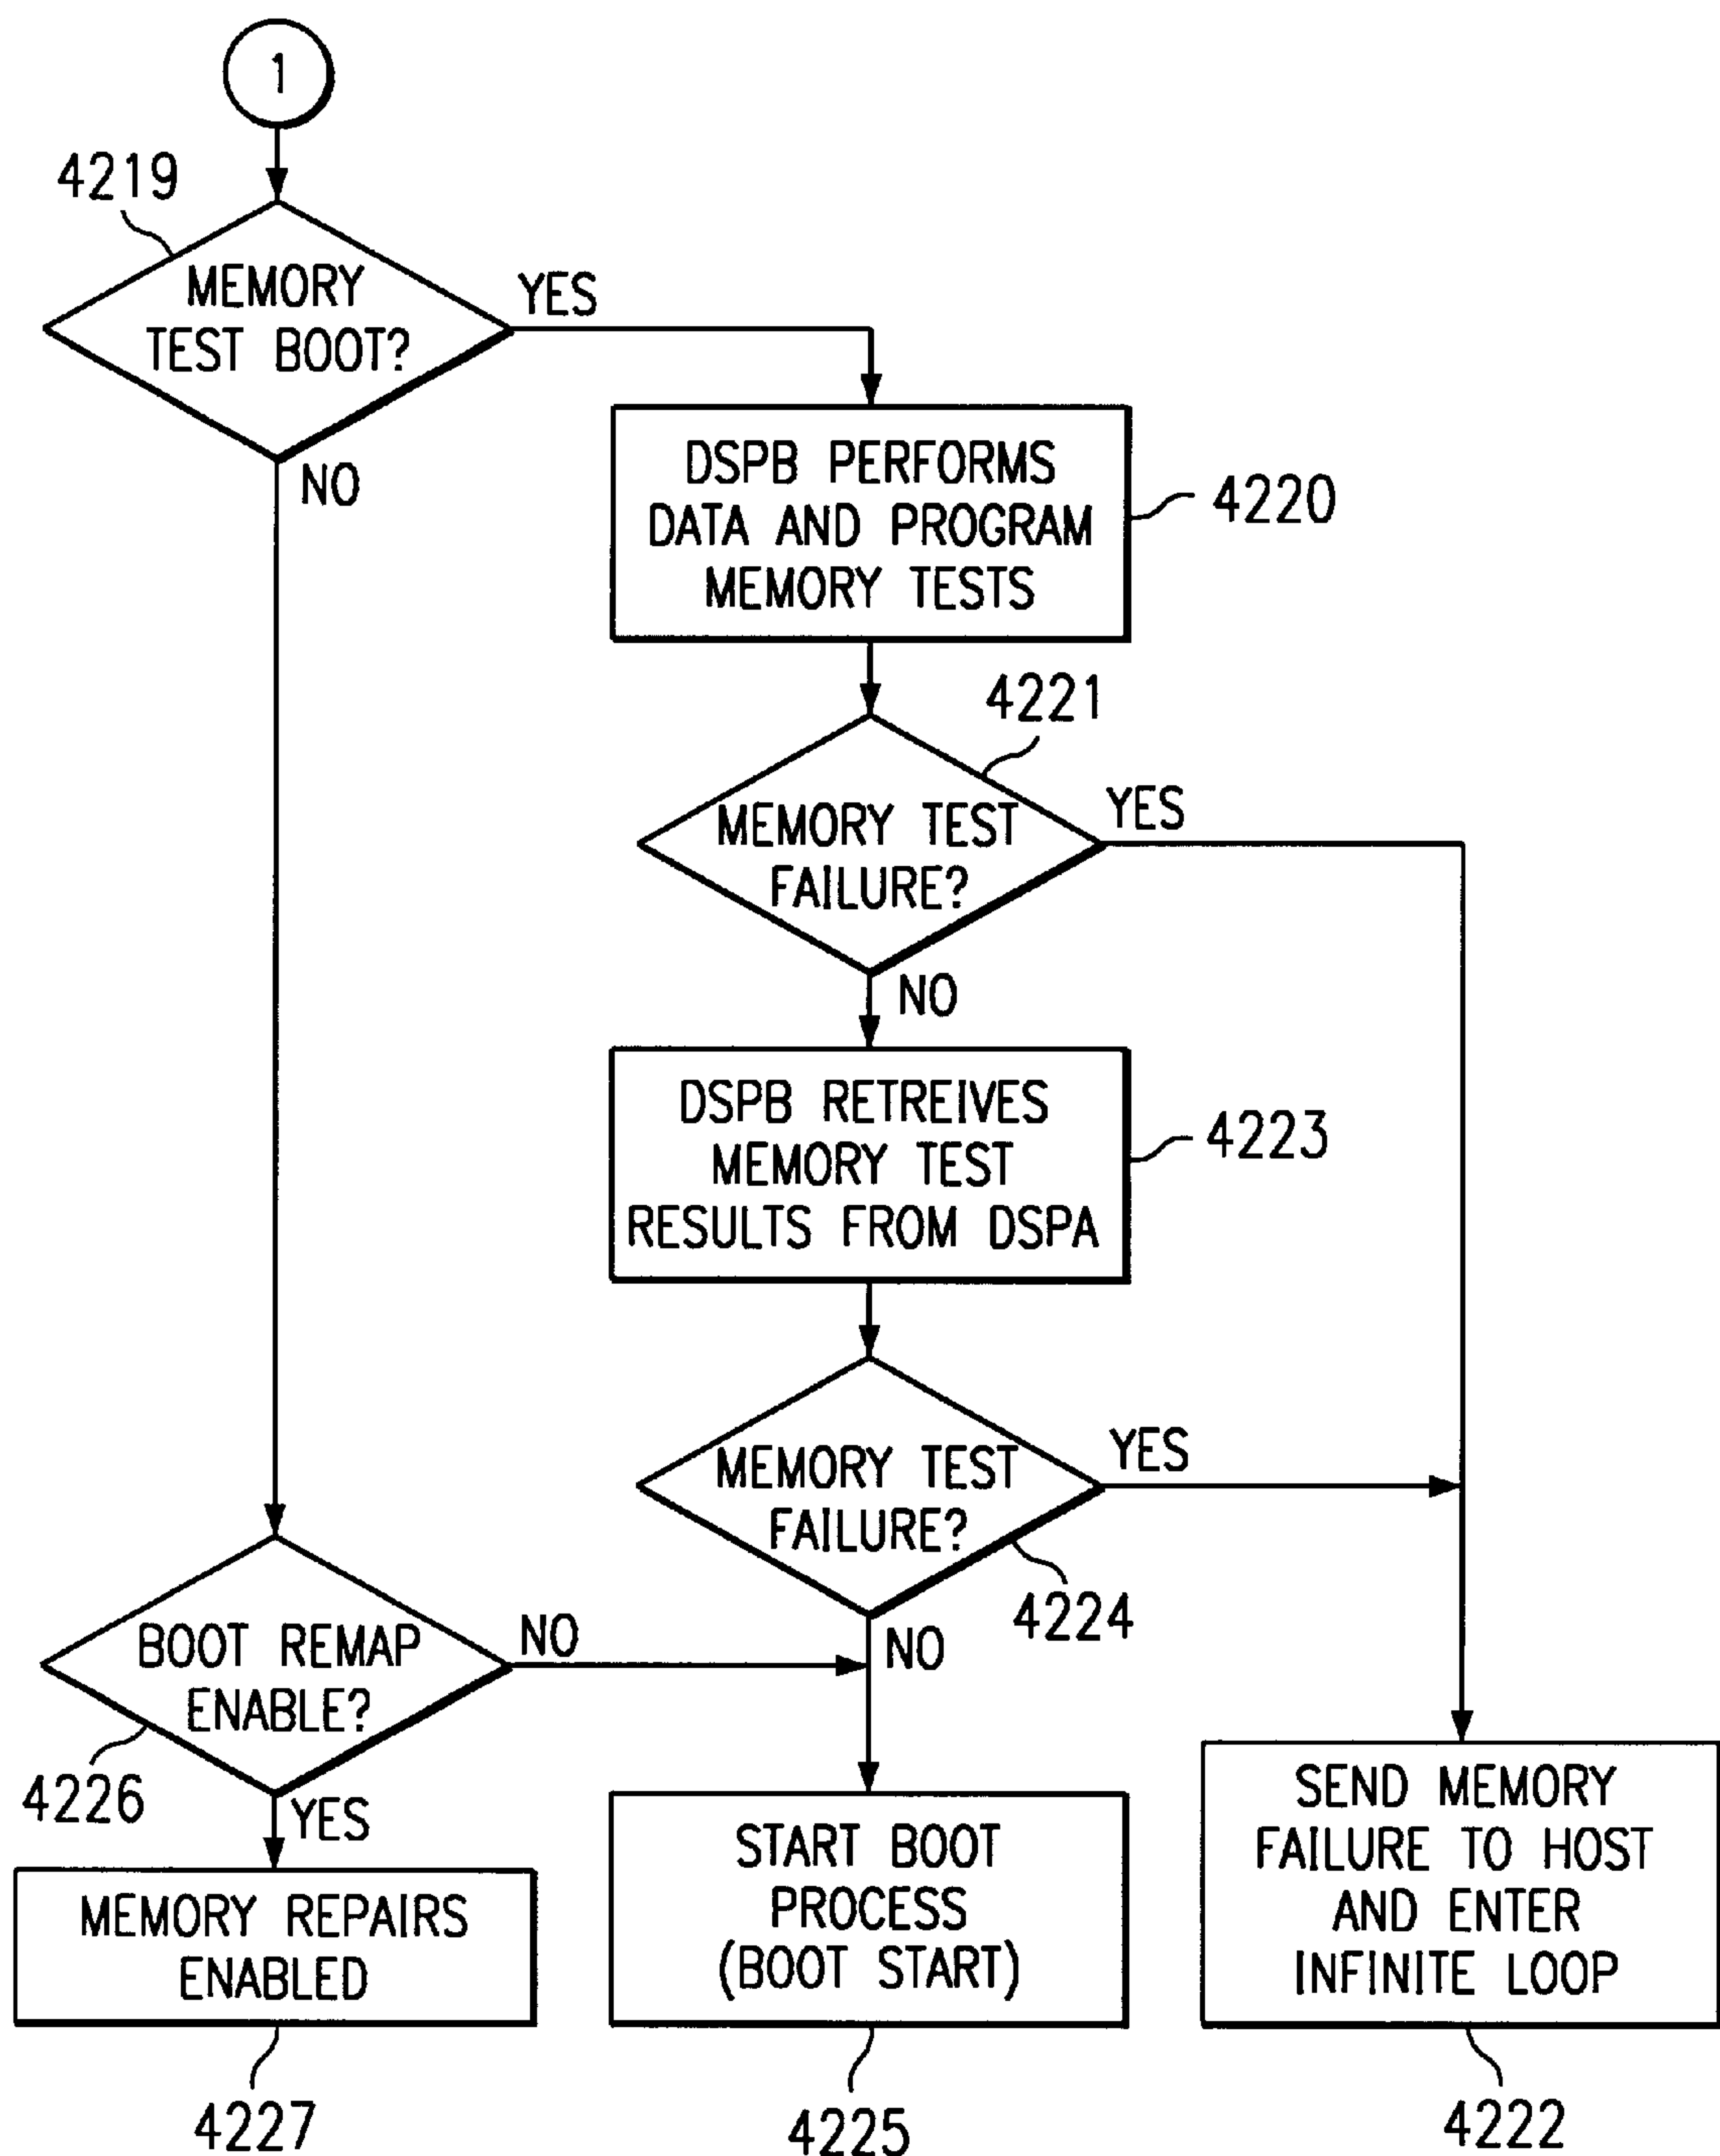 1
4219
MEMORY
TEST BOOT?
YES
NO
DSPB PERFORMS
DATA AND PROGRAM
MEMORY TESTS
4220
4221
MEMORY TEST
FAILURE?
YES
NO
DSPB RETREIVES
MEMORY TEST
RESULTS FROM DSPA
4223
MEMORY TEST
FAILURE?
YES
4224
NO
BOOT REMAP
ENABLE?
NO
4226
YES
MEMORY REPAIRS
ENABLED
4227
START BOOT
PROCESS
(BOOT START)
4225
SEND MEMORY
FAILURE TO HOST
AND ENTER
INFINITE LOOP
4222